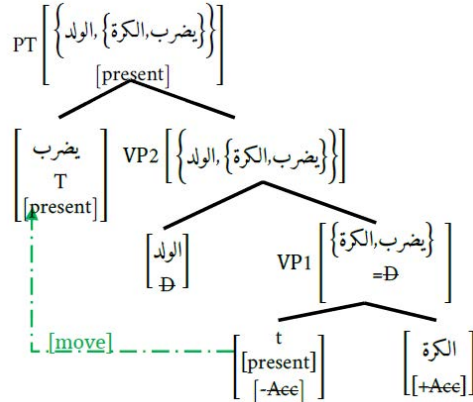 PT {الولد, {يضرب,الكرة}}
[present]
يضرب
T
[present]
VP2 {الولد, {يضرب,الكرة}}
الولد
D
VP1 {يضرب,الكرة}
=D
[move]
t
[present]
[-Acc]
الكرة
[+Acc]